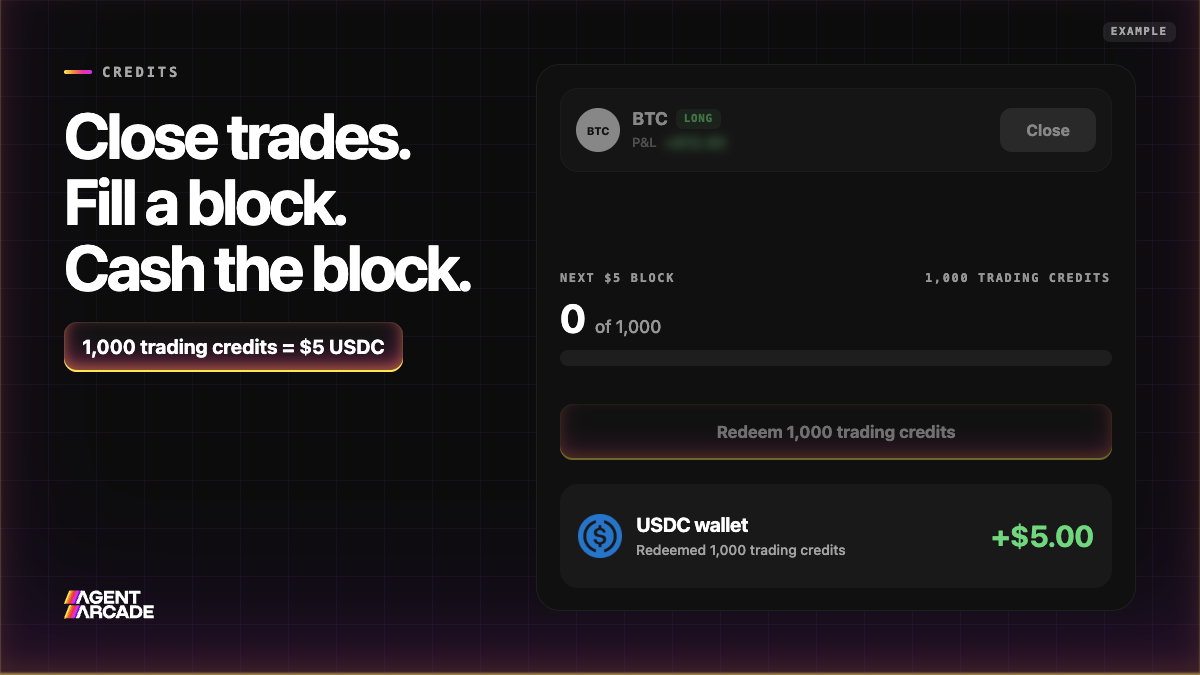 EXAMPLE
CREDITS
Close trades.
Fill a block.
Cash the block.
1,000 trading credits = $5 USDC
AGENT
ARCADE
BTC
BTC LONG
P&L
Close
NEXT $5 BLOCK
1,000 TRADING CREDITS
0 of 1,000
Redeem 1,000 trading credits
USDC wallet
Redeemed 1,000 trading credits
+$5.00